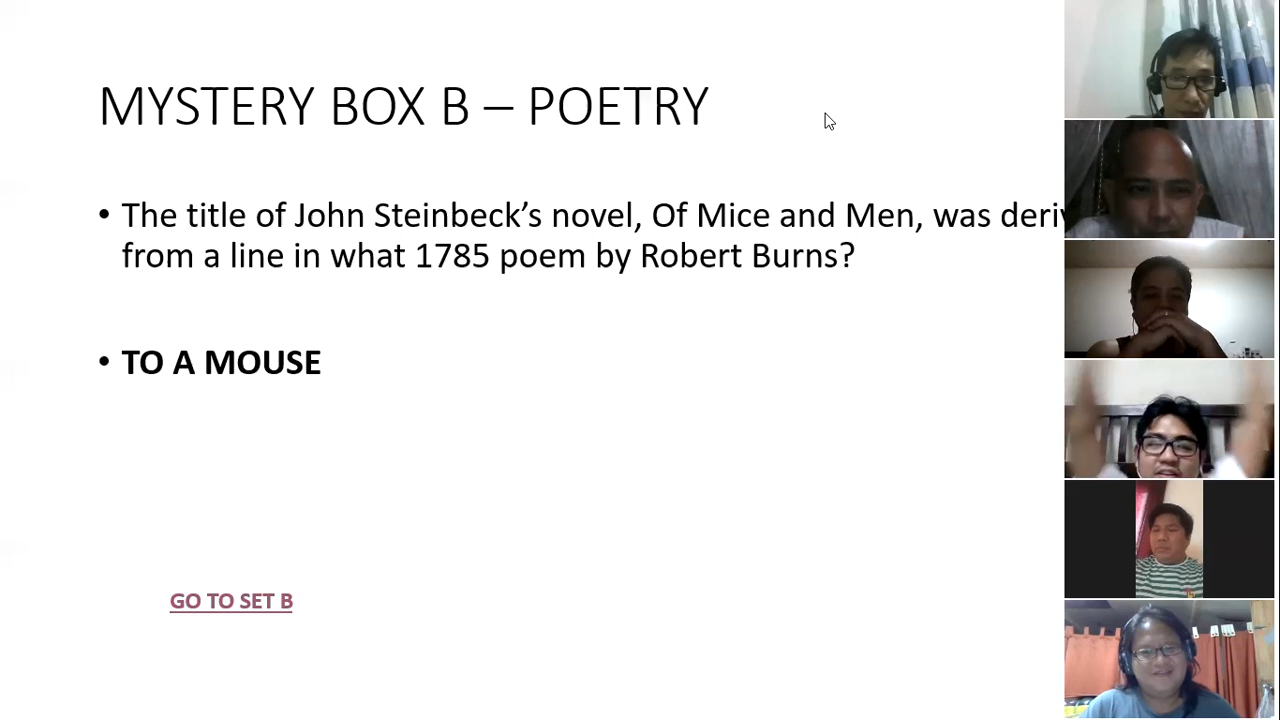 MYSTERY BOX B – POETRY
• The title of John Steinbeck’s novel, Of Mice and Men, was
from a line in what 1785 poem by Robert Burns?
• TO A MOUSE
GO TO SET B